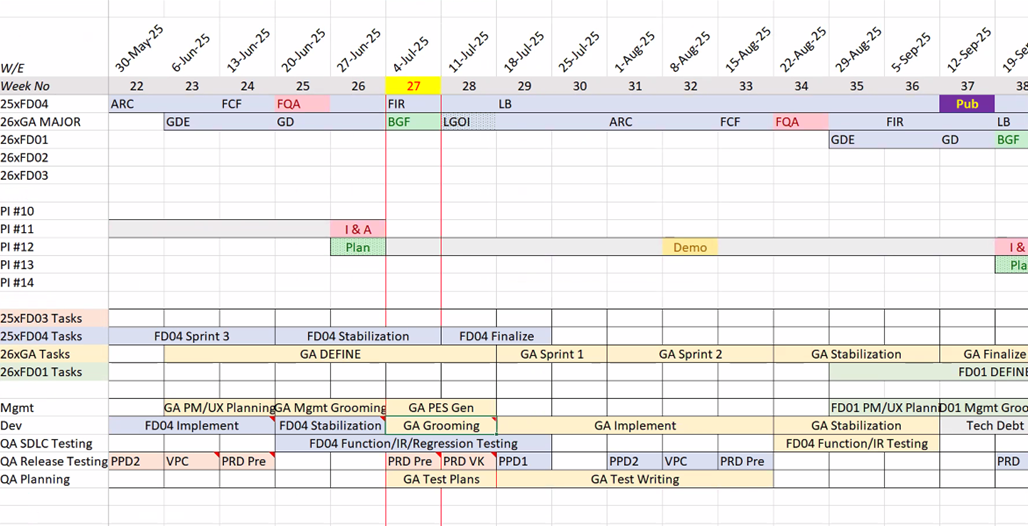 W/E 30-May-25 6-Jun-25 13-Jun-25 20-Jun-25 27-Jun-25 4-Jul-25 11-Jul-25 18-Jul-25 25-Jul-25 1-Aug-25 8-Aug-25 15-Aug-25 22-Aug-25 29-Aug-25 5-Sep-25 12-Sep-25 19-Se
Week No 22 23 24 25 26 27 28 29 30 31 32 33 34 35 36 37 38
25xFD04 ARC FCF FQA FIR LB Pub
26xGA MAJOR GDE GD BGF LGOI ARC FCF FQA FIR LB
26xFD01 GDE GD BGF
26xFD02
26xFD03
PI #10
PI #11 I & A
PI #12 Plan Demo I &
PI #13 Pla
PI #14
25xFD03 Tasks
25xFD04 Tasks FD04 Sprint 3 FD04 Stabilization FD04 Finalize
26xGA Tasks GA DEFINE GA Sprint 1 GA Sprint 2 GA Stabilization GA Finalize
26xFD01 Tasks FD01 DEFINE
Mgmt GA PM/UX Planning GA Mgmt Grooming GA PES Gen FD01 PM/UX Planni D01 Mgmt Groo
Dev FD04 Implement FD04 Stabilization GA Grooming GA Implement GA Stabilization Tech Debt
QA SDLC Testing FD04 Function/IR/Regression Testing FD04 Function/IR Testing
QA Release Testing PPD2 VPC PRD Pre PRD Pre PRD VK PPD1 PPD2 VPC PRD Pre PRD
QA Planning GA Test Plans GA Test Writing